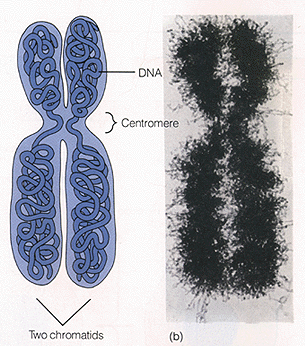 DNA
Centromere
Two chromatids
(b)